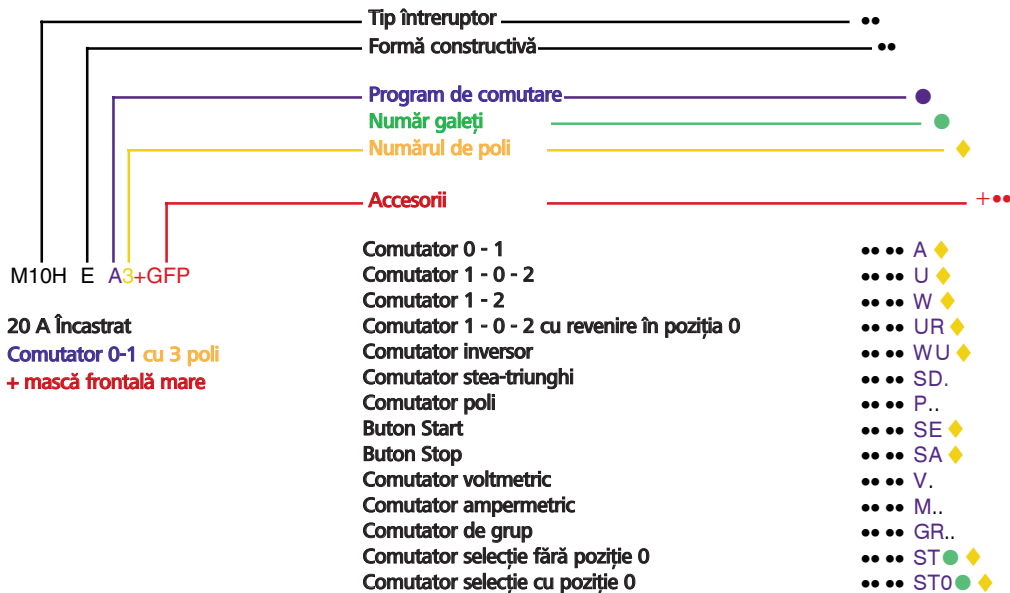 Tip întreruptor ••
Formă constructivă ••
Program de comutare ●
Număr galeți ●
Numărul de poli ♦
Accesorii +••
M10H E A3+GFP
20 A Încastrat
Comutator 0-1 cu 3 poli
+ mască frontală mare
Comutator 0 - 1 •• •• A ♦
Comutator 1 - 0 - 2 •• •• U ♦
Comutator 1 - 2 •• •• W ♦
Comutator 1 - 0 - 2 cu revenire în poziția 0 •• •• UR ♦
Comutator inversor •• •• WU ♦
Comutator stea-triunghi •• •• SD.
Comutator poli •• •• P..
Buton Start •• •• SE ♦
Buton Stop •• •• SA ♦
Comutator voltmetric •• •• V.
Comutator ampermetric •• •• M..
Comutator de grup •• •• GR..
Comutator selecție fără poziție 0 •• •• ST● ♦
Comutator selecție cu poziție 0 •• •• ST0● ♦